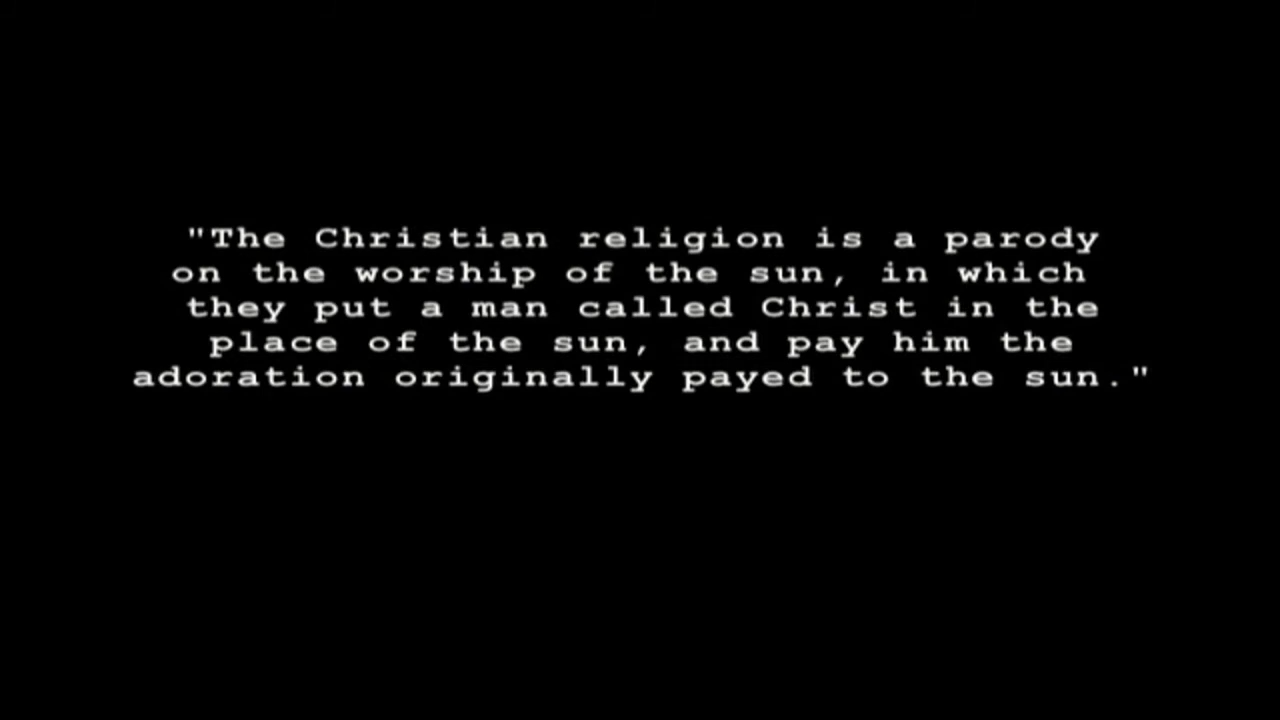 "The Christian religion is a parody
on the worship of the sun, in which
they put a man called Christ in the
place of the sun, and pay him the
adoration originally payed to the sun."